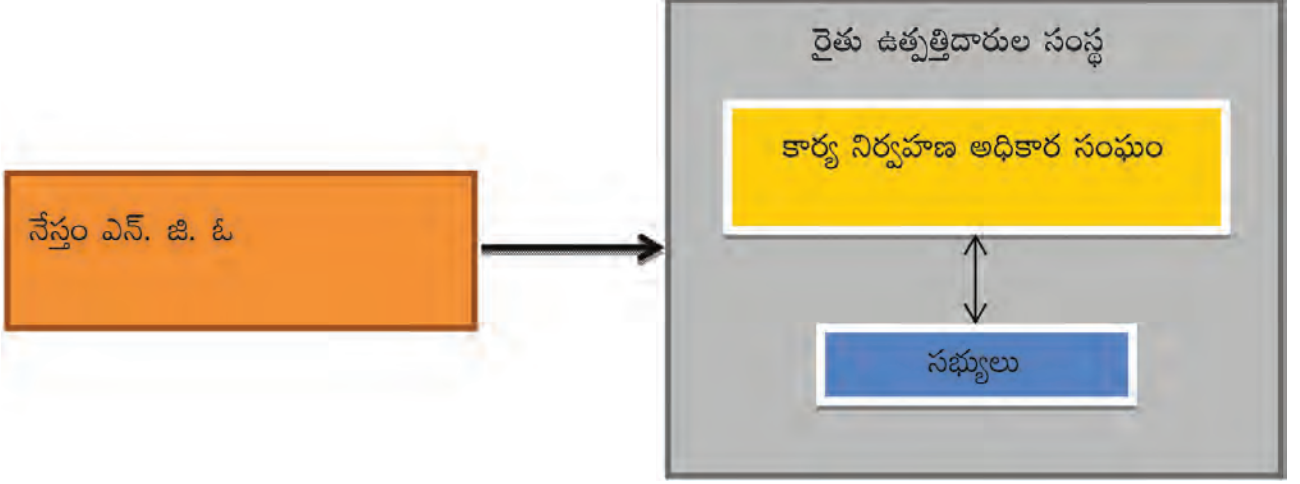 రైతు ఉత్పత్తిదారుల సంస్థ
కార్య నిర్వహణ అధికార సంఘం
నేస్తం ఎన్. జి. ఓ
సభ్యులు